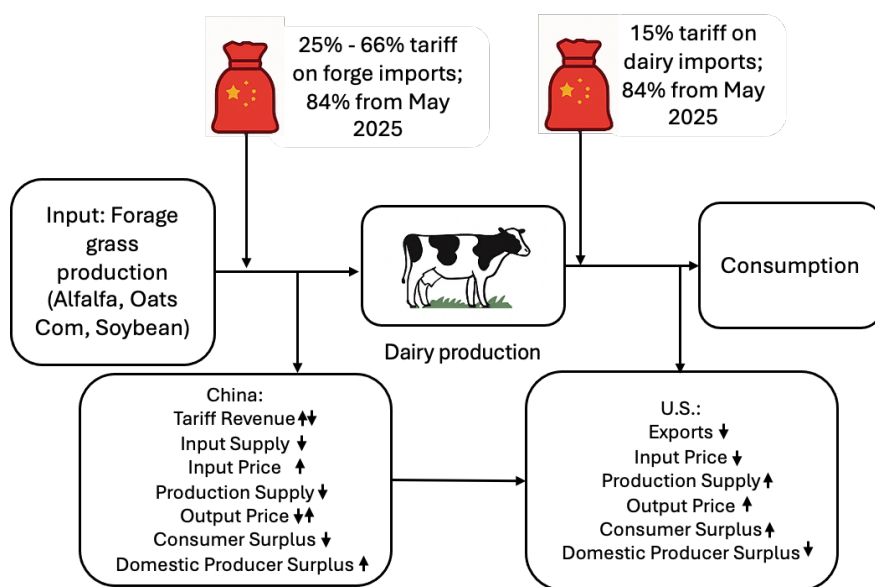 25% - 66% tariff
on forge imports;
84% from May
2025
15% tariff on
dairy imports;
84% from May
2025
Input: Forage
grass
production
(Alfalfa, Oats
Com, Soybean)
Dairy production
Consumption
China:
Tariff Revenue ⬆⬇
Input Supply ⬇
Input Price ⬆
Production Supply ⬇
Output Price ⬇⬆
Consumer Surplus ⬇
Domestic Producer Surplus ⬆
U.S.:
Exports ⬇
Input Price ⬇
Production Supply ⬆
Output Price ⬆
Consumer Surplus ⬆
Domestic Producer Surplus ⬇